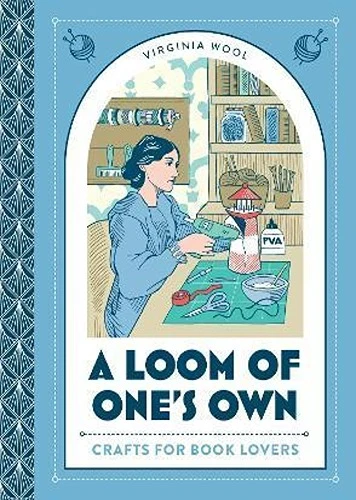 VIRGINIA WOOL
PVA
A LOOM OF
ONE'S OWN
CRAFTS FOR BOOK LOVERS